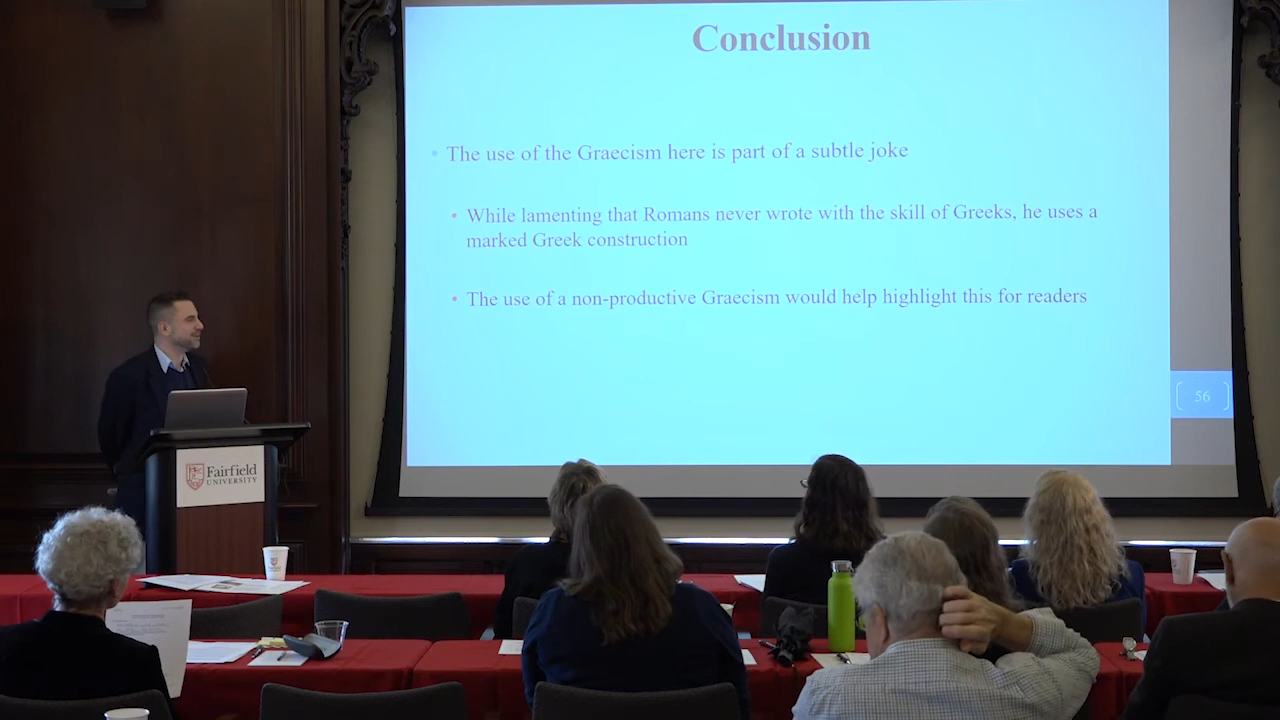 Conclusion
• The use of the Graecism here is part of a subtle joke
• While lamenting that Romans never wrote with the skill of Greeks, he uses a
marked Greek construction
• The use of a non-productive Graecism would help highlight this for readers
56
Fairfield
UNIVERSITY